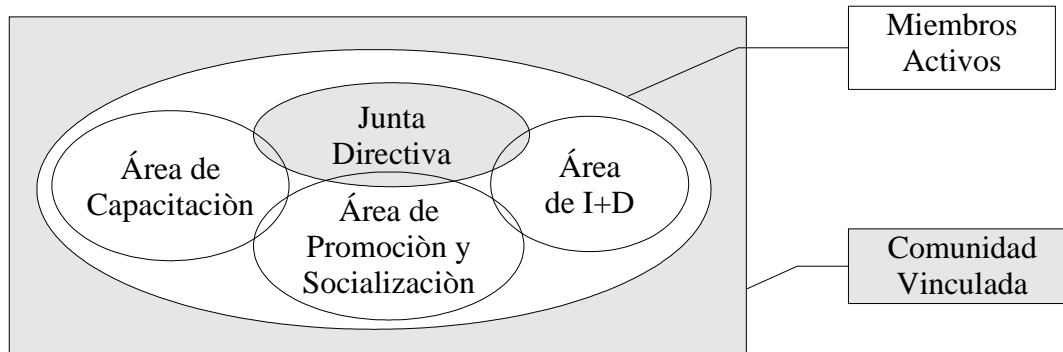 Miembros
Activos
Junta
Directiva
Área de
Capacitaciòn
Área
de I+D
Área de
Promociòn y
Socializaciòn
Comunidad
Vinculada